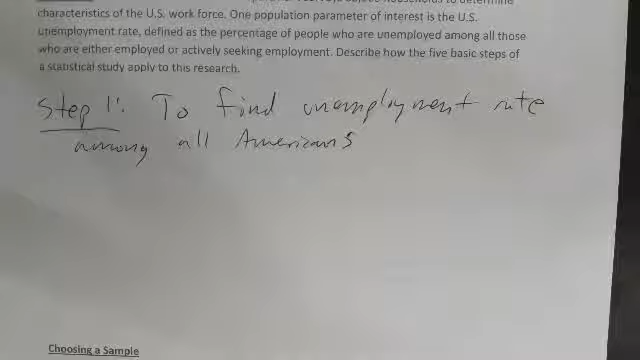 characteristics of the U.S. work force. One population parameter of interest is the U.S.
unemployment rate, defined as the percentage of people who are unemployed among all those
who are either employed or actively seeking employment. Describe how the five basic steps of
a statistical study apply to this research.
Step 1: To find unemployment rate
among all Americans
Choosing a Sample